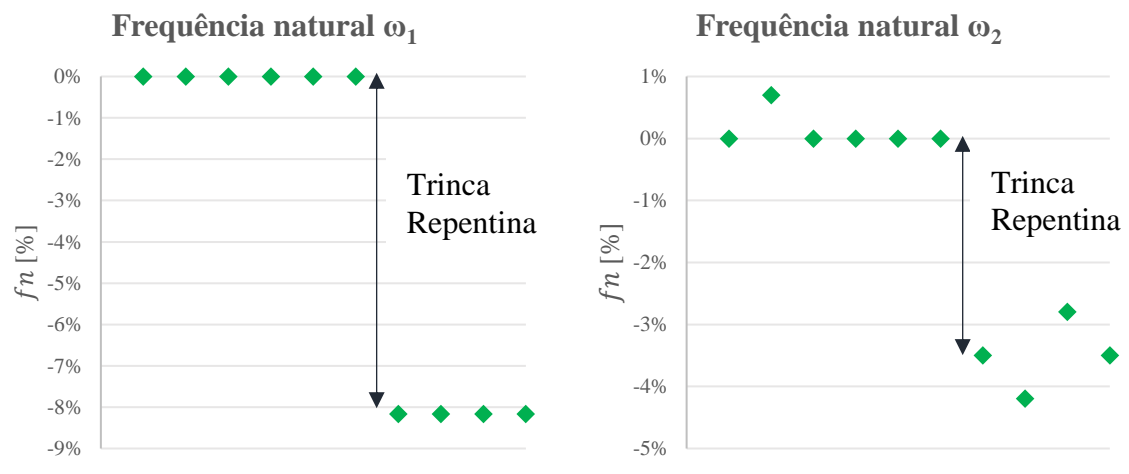 Frequência natural ω₁
0%
-1%
-2%
-3%
-4%
-5%
-6%
-7%
-8%
-9%
fn [%]
Trinca
Repentina
Frequência natural ω₂
1%
0%
-1%
-2%
-3%
-4%
-5%
fn [%]
Trinca
Repentina